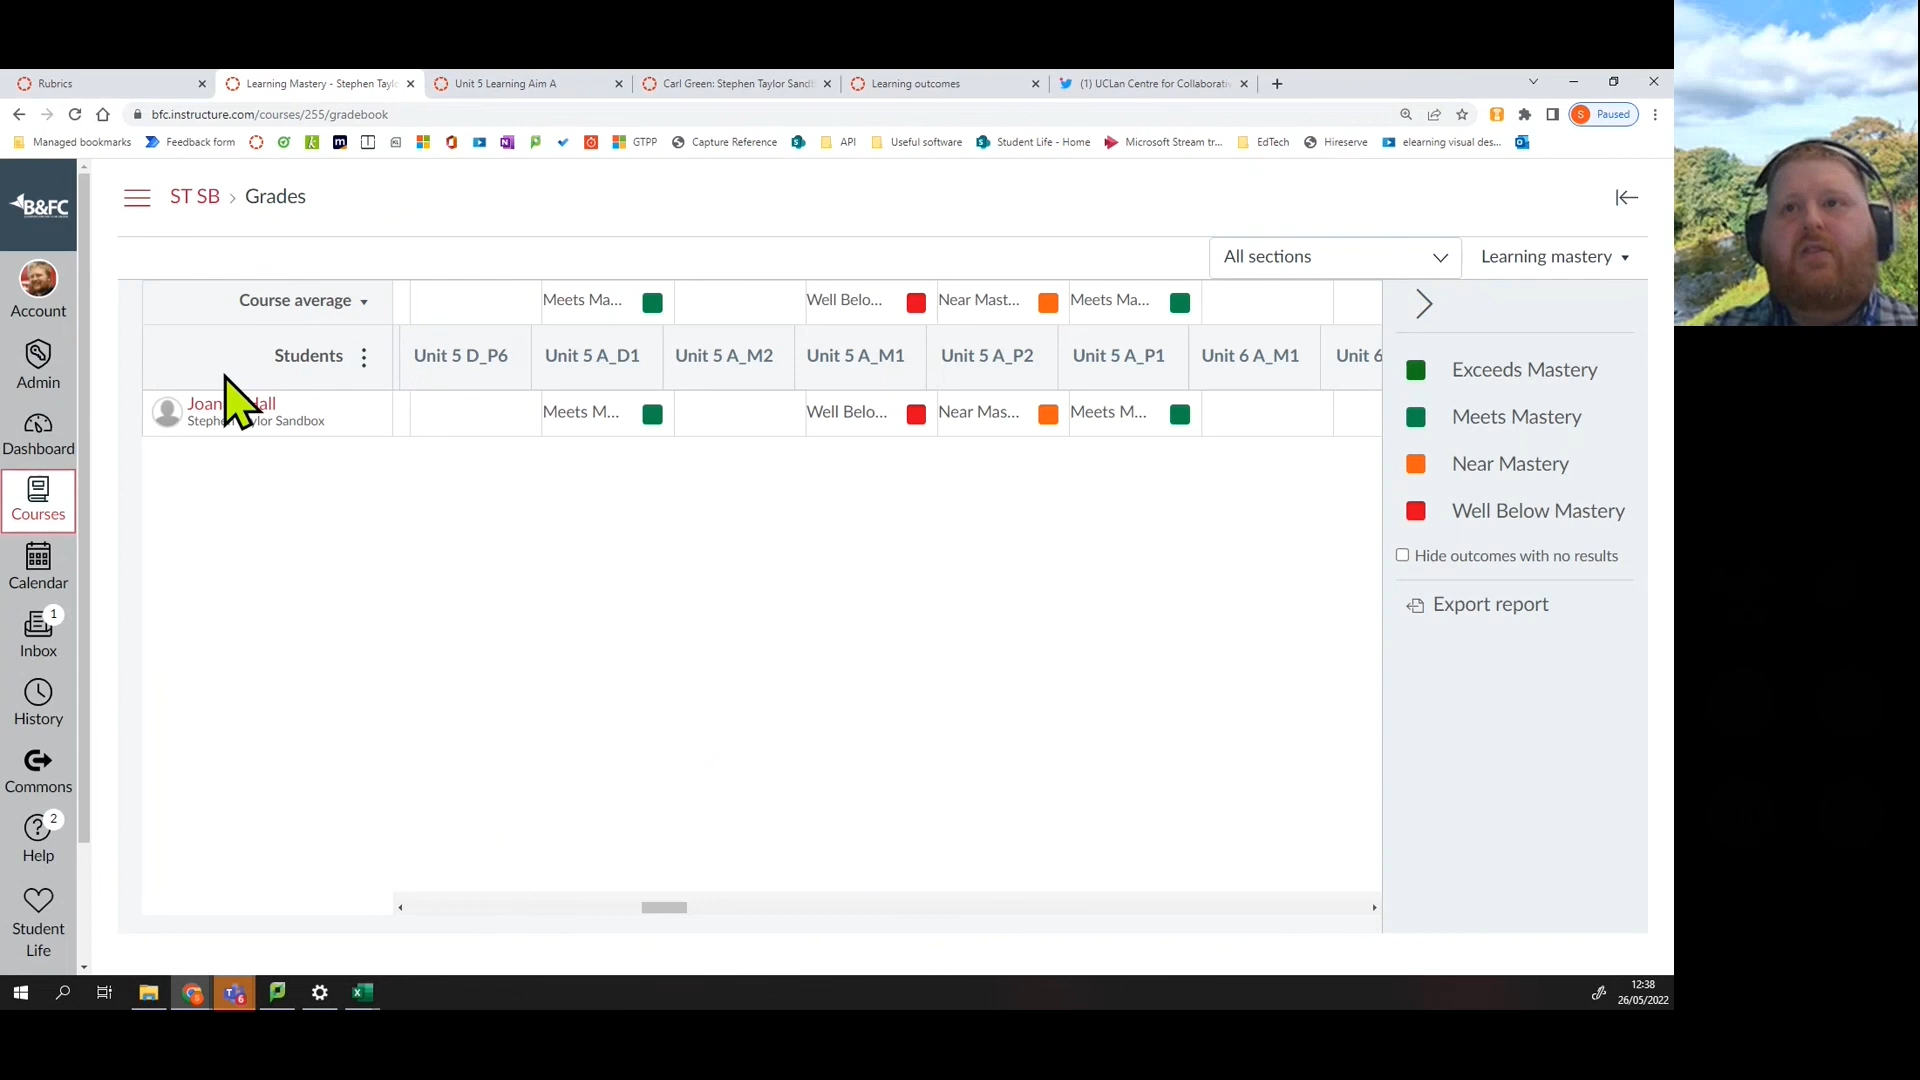 Rubrics
Learning Mastery - Stephen Taylo
Unit 5 Learning Aim A
Carl Green: Stephen Taylor Sandb
Learning outcomes
(1) UCLan Centre for Collaborativ
bfc.instructure.com/courses/255/gradebook
S Paused
Managed bookmarks
Feedback form
GTPP
Capture Reference
API
Useful software
Student Life - Home
Microsoft Stream tr...
EdTech
Hireserve
elearning visual des...
B&FC
ST SB > Grades
All sections
Learning mastery
Account
Admin
Dashboard
Courses
Calendar
1
Inbox
History
Commons
2
Help
Student
Life
Course average
Meets Ma...
Well Belo...
Near Mast...
Meets Ma...
Students
Unit 5 D_P6
Unit 5 A_D1
Unit 5 A_M2
Unit 5 A_M1
Unit 5 A_P2
Unit 5 A_P1
Unit 6 A_M1
Unit 6
Meets M...
Well Belo...
Near Mas...
Meets M...
Sandbox
Exceeds Mastery
Meets Mastery
Near Mastery
Well Below Mastery
Hide outcomes with no results
Export report
12:38
26/05/2022